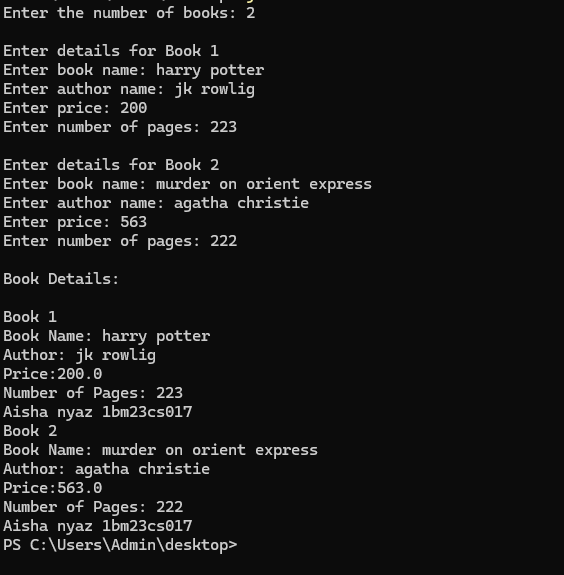 Enter the number of books: 2
Enter details for Book 1
Enter book name: harry potter
Enter author name: jk rowlig
Enter price: 200
Enter number of pages: 223
Enter details for Book 2
Enter book name: murder on orient express
Enter author name: agatha christie
Enter price: 563
Enter number of pages: 222
Book Details:
Book 1
Book Name: harry potter
Author: jk rowlig
Price:200.0
Number of Pages: 223
Aisha nyaz 1bm23cs017
Book 2
Book Name: murder on orient express
Author: agatha christie
Price:563.0
Number of Pages: 222
Aisha nyaz 1bm23cs017
PS C:\Users\Admin\desktop>